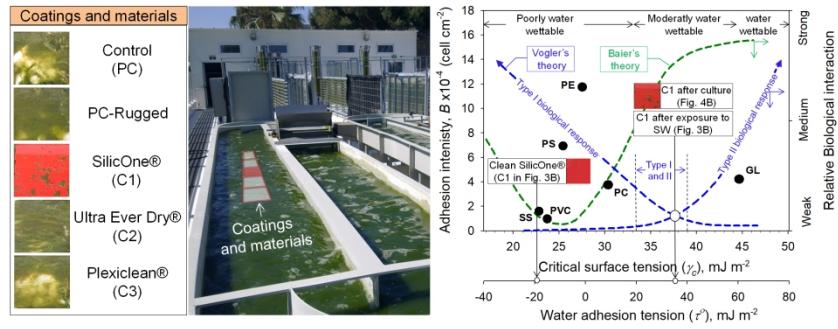 Coatings and materials
Control
(PC)
PC-Rugged
SilicOne®
(C1)
Ultra Ever Dry®
(C2)
Plexiclean®
(C3)
Coatings
and materials
Poorly water
wettable
Moderately water
wettable
water
wettable
Strong
Medium
Weak
Relative Biological interaction
Adhesion intenisty, B x10⁻⁴ (cell cm⁻²)
18
16
14
12
10
8
6
4
2
0
Vogler's
theory
Baier's
theory
Type I biological response
Type II biological response
PE
PS
PC
SS
PVC
GL
C1 after culture
(Fig. 4B)
C1 after exposure to
SW (Fig. 3B)
Clean SilicOne®
(C1 in Fig. 3B)
Type I
and II
20 25 30 35 40 45 50
Critical surface tension (γc), mJ m⁻²
-40 -20 0 20 40 60 80
Water adhesion tension (τ⁰), mJ m⁻²